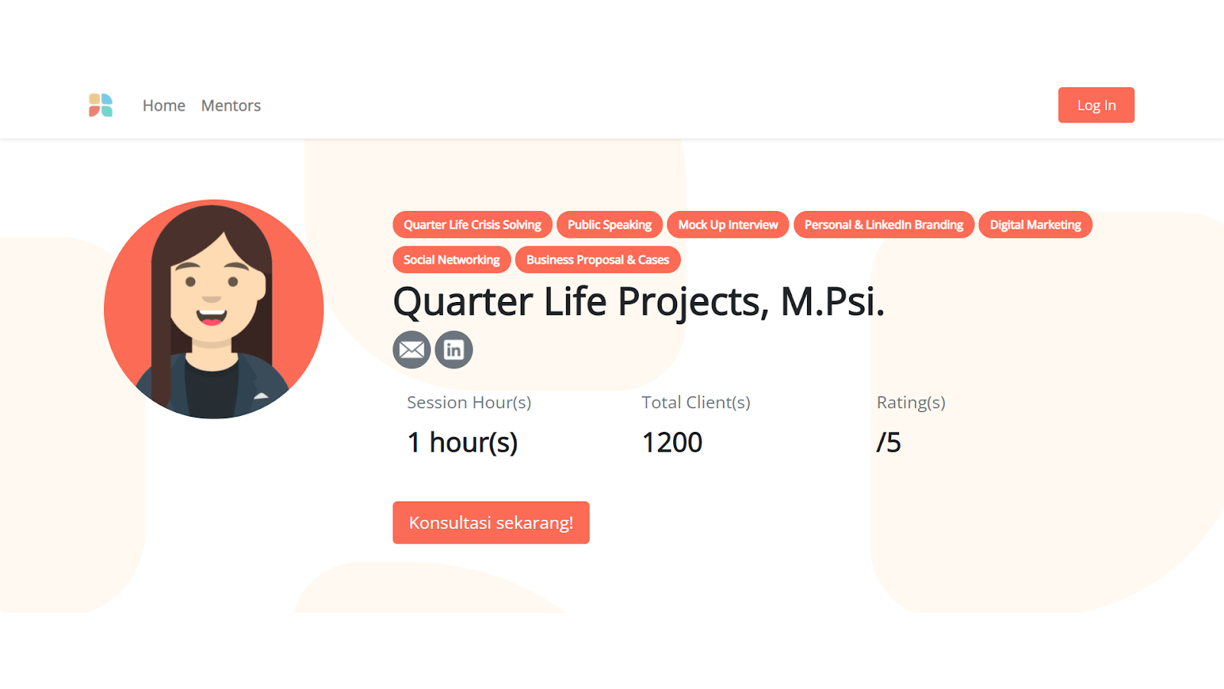 Home Mentors Log In
Quarter Life Crisis Solving Public Speaking Mock Up Interview Personal & LinkedIn Branding Digital Marketing
Social Networking Business Proposal & Cases
Quarter Life Projects, M.Psi.
in
Session Hour(s) Total Client(s) Rating(s)
1 hour(s) 1200 /5
Konsultasi sekarang!